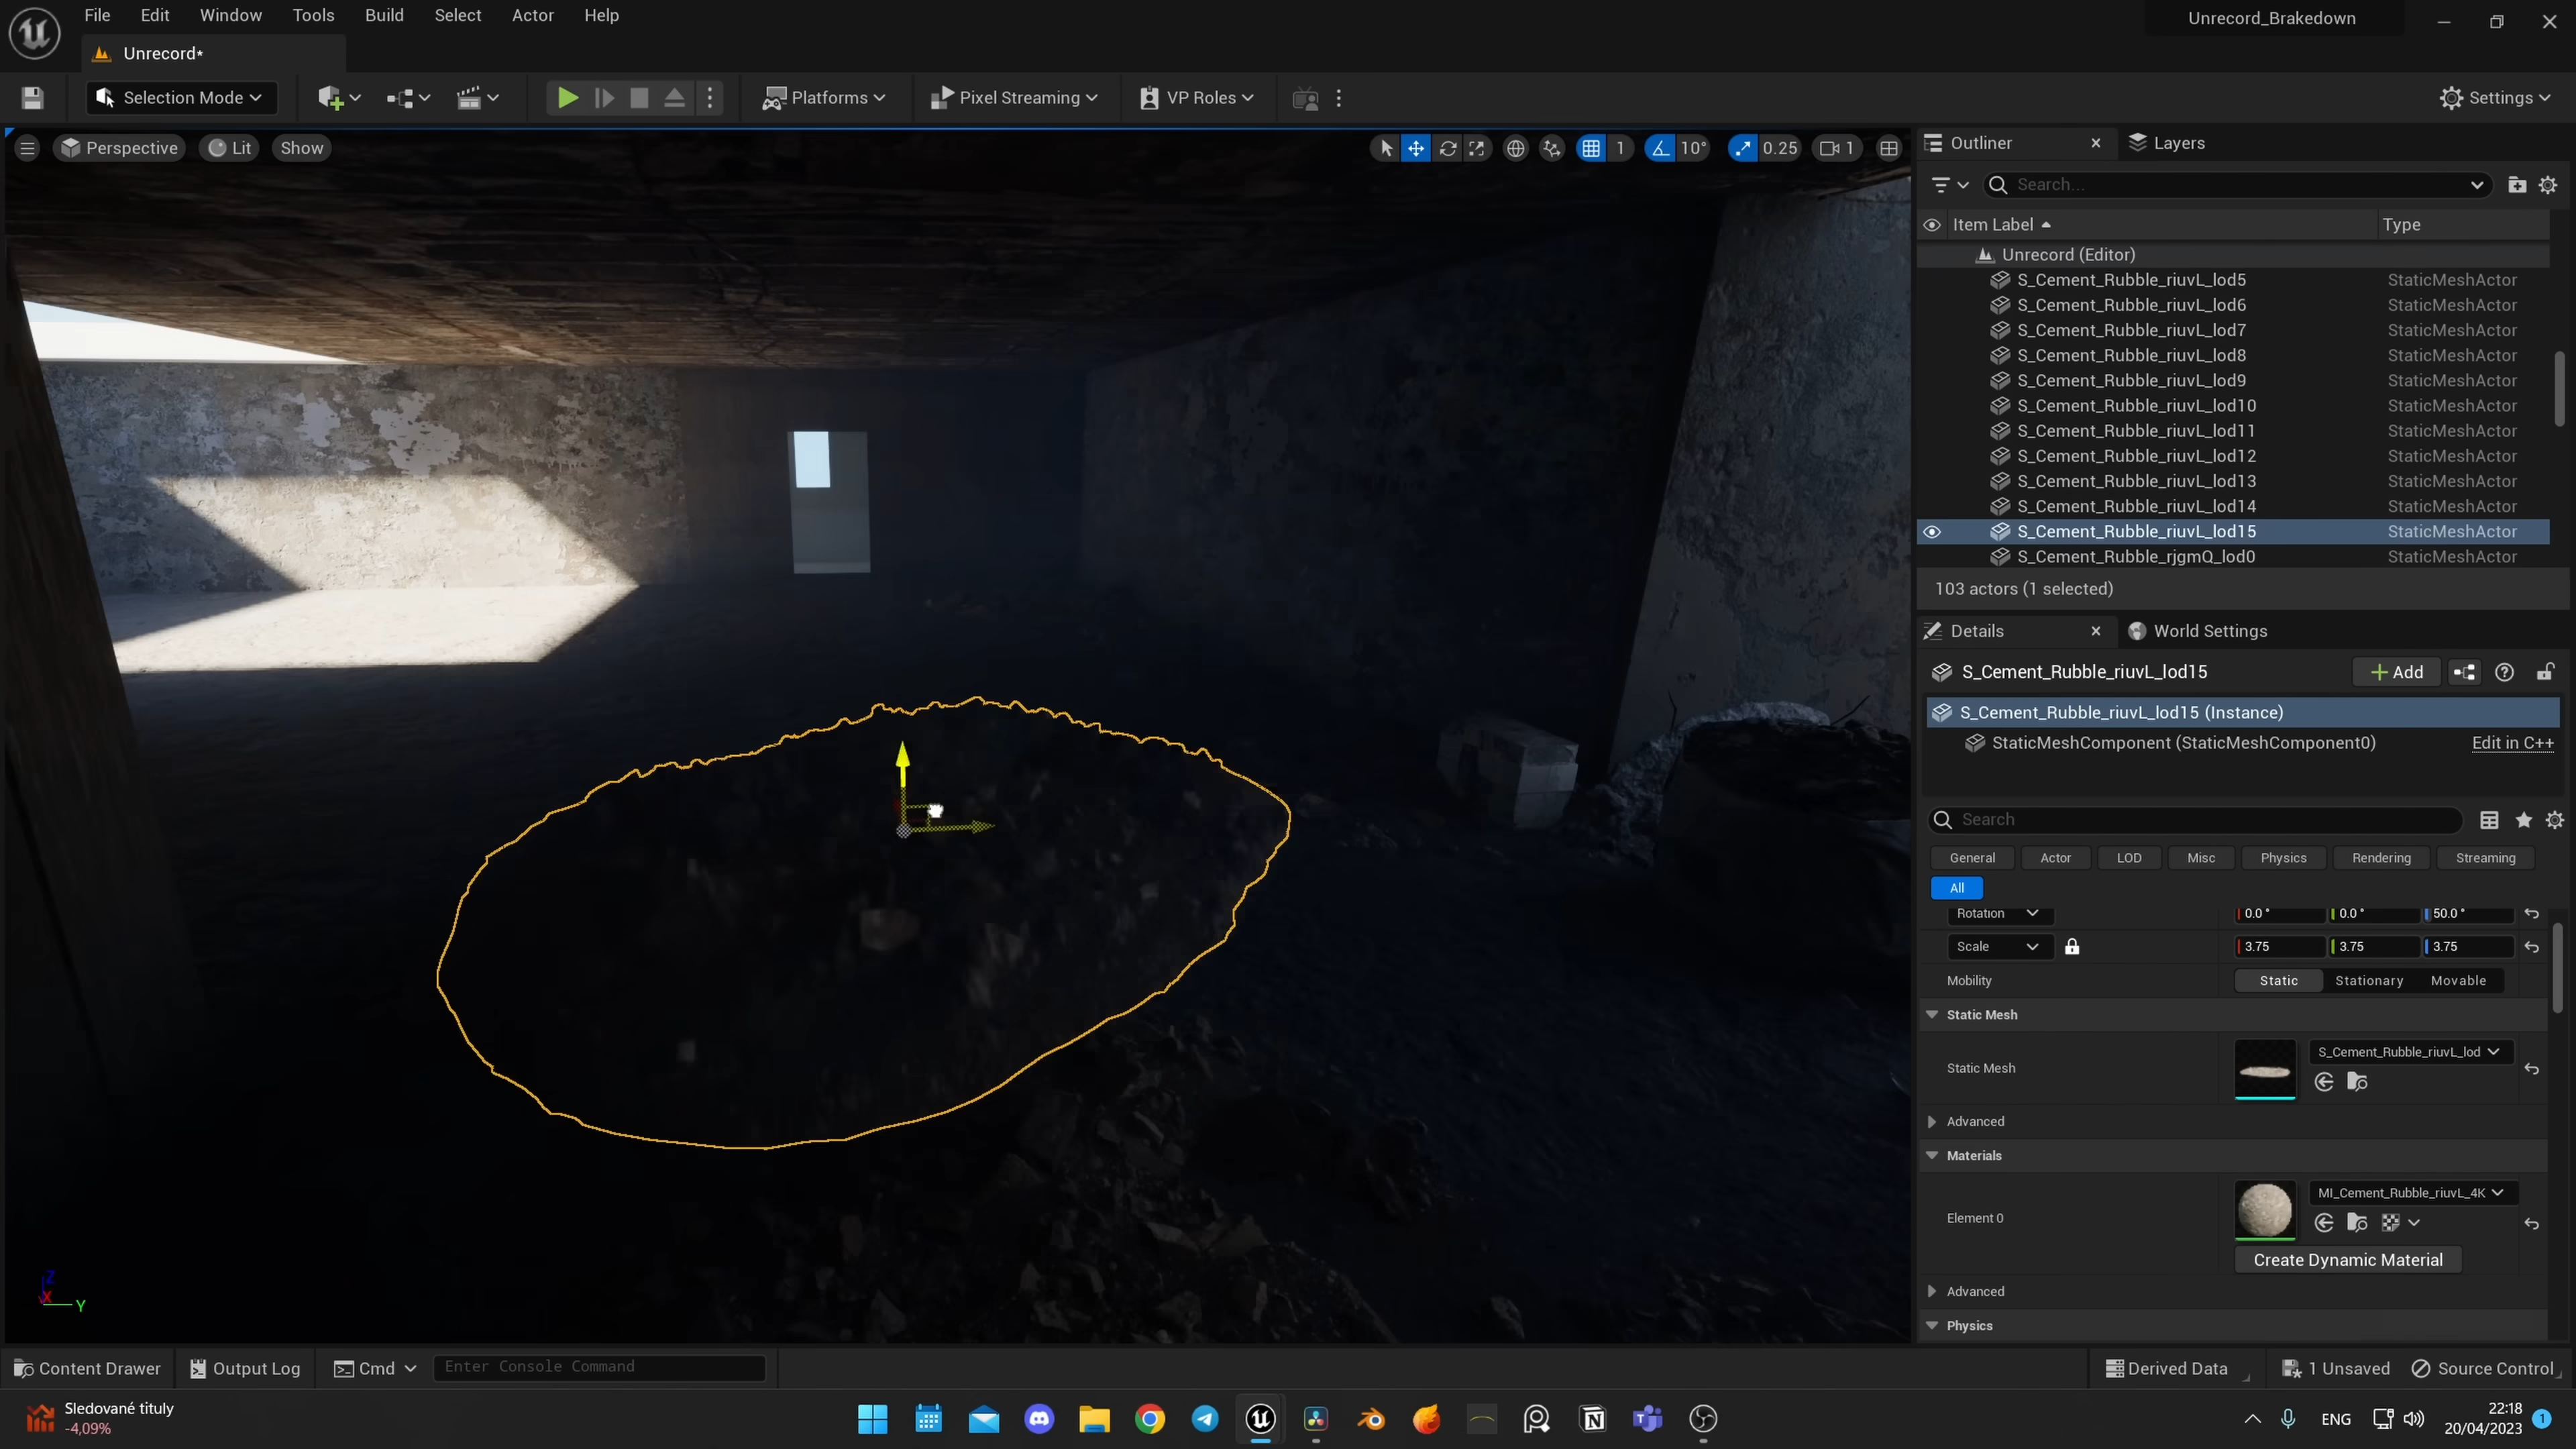 File Edit Window Tools Build Select Actor Help
Unrecord_Brakedown
Unrecord•
Selection Mode
Platforms
Pixel Streaming
VP Roles
Settings
Perspective
Lit
Show
1
10°
0.25
1
Outliner
Layers
Search...
Item Label
Type
Unrecord (Editor)
S_Cement_Rubble_riuvL_lod5 StaticMeshActor
S_Cement_Rubble_riuvL_lod6 StaticMeshActor
S_Cement_Rubble_riuvL_lod7 StaticMeshActor
S_Cement_Rubble_riuvL_lod8 StaticMeshActor
S_Cement_Rubble_riuvL_lod9 StaticMeshActor
S_Cement_Rubble_riuvL_lod10 StaticMeshActor
S_Cement_Rubble_riuvL_lod11 StaticMeshActor
S_Cement_Rubble_riuvL_lod12 StaticMeshActor
S_Cement_Rubble_riuvL_lod13 StaticMeshActor
S_Cement_Rubble_riuvL_lod14 StaticMeshActor
S_Cement_Rubble_riuvL_lod15 StaticMeshActor
S_Cement_Rubble_rjgmQ_lod0 StaticMeshActor
103 actors (1 selected)
Details
World Settings
S_Cement_Rubble_riuvL_lod15
Add
S_Cement_Rubble_riuvL_lod15 (Instance)
StaticMeshComponent (StaticMeshComponent0) Edit in C++
Search
General Actor LOD Misc Physics Rendering Streaming
All
Rotation 0.0° 0.0° 50.0°
Scale 3.75 3.75 3.75
Mobility Static Stationary Movable
Static Mesh
S_Cement_Rubble_riuvL_lod
Static Mesh
Advanced
Materials
MI_Cement_Rubble_riuvL_4K
Element 0
Create Dynamic Material
Advanced
Physics
Z
X
Y
Content Drawer
Output Log
Cmd
Enter Console Command
Derived Data
1 Unsaved
Source Control
Sledované tituly
-4,09%
ENG
22:18
20/04/2023
1